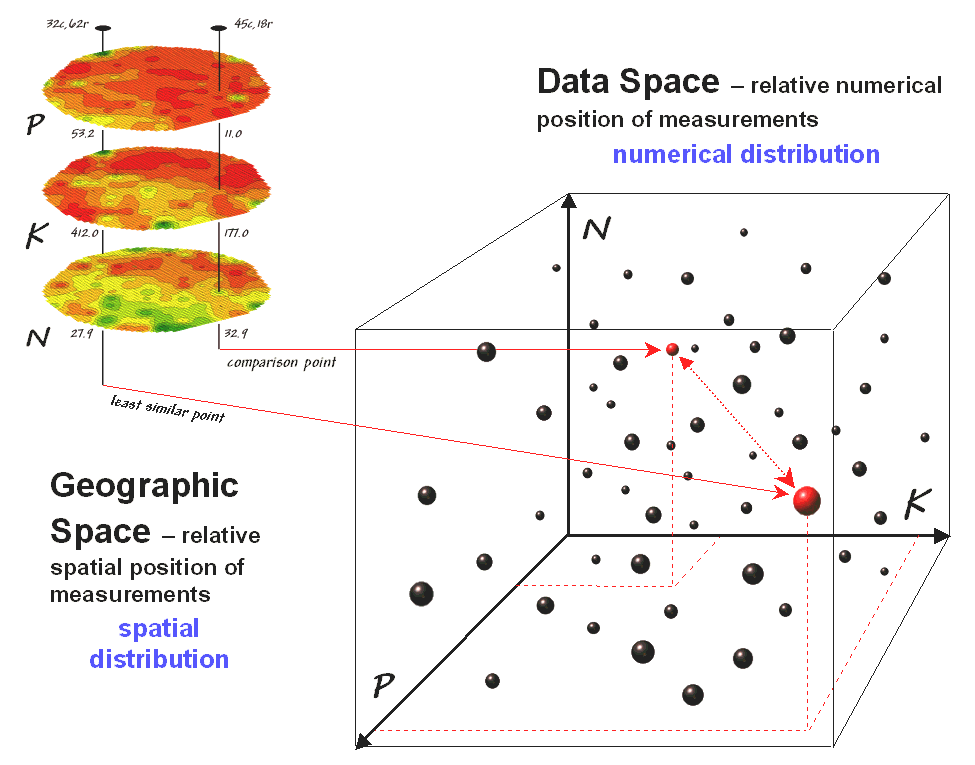 32c,62r
45c,18r
P
53.2
11.0
K
412.0
177.0
N
27.9
32.9
comparison point
least similar point
Data Space – relative numerical
position of measurements
numerical distribution
N
K
P
Geographic
Space – relative
spatial position of
measurements
spatial
distribution